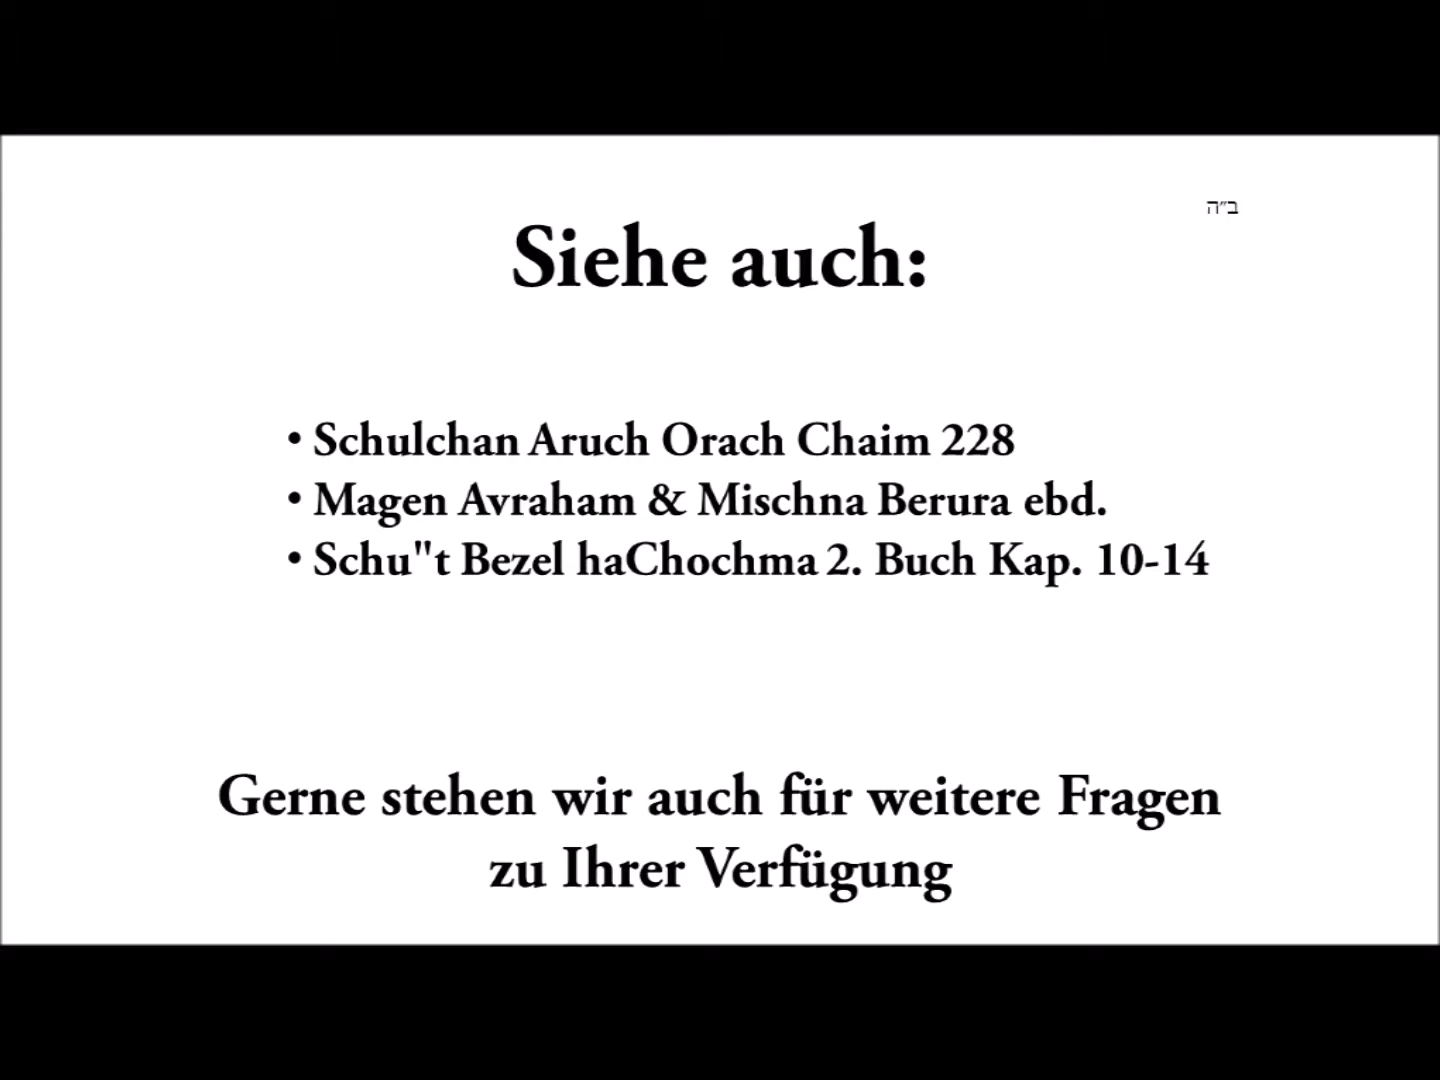 ב״ה
Siehe auch:
• Schulchan Aruch Orach Chaim 228
• Magen Avraham & Mischna Berura ebd.
• Schu"t Bezel haChochma 2. Buch Kap. 10-14
Gerne stehen wir auch für weitere Fragen
zu Ihrer Verfügung